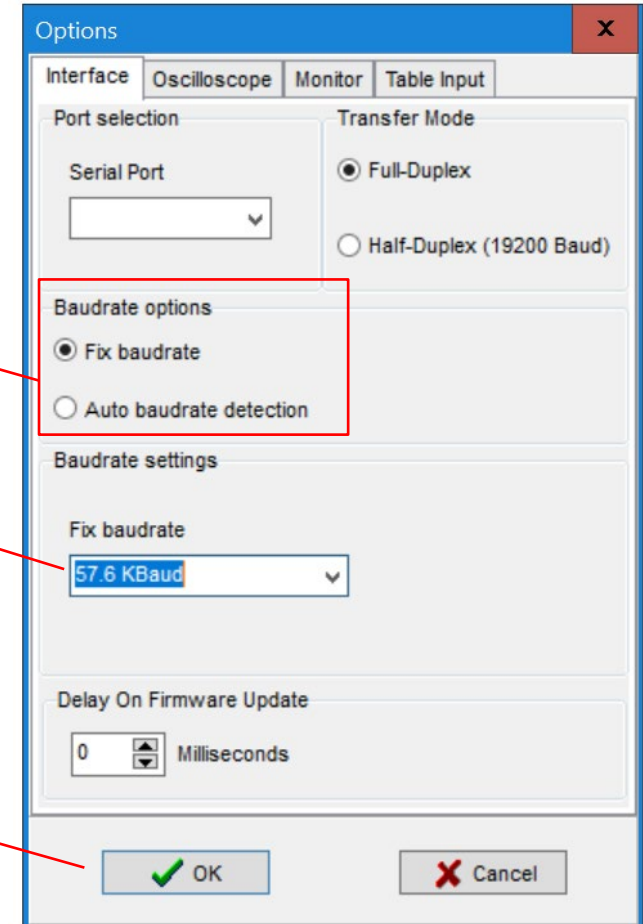 Options
x
Interface Oscilloscope Monitor Table Input
Port selection
Serial Port
Transfer Mode
Full-Duplex
Half-Duplex (19200 Baud)
Baudrate options
Fix baudrate
Auto baudrate detection
Baudrate settings
Fix baudrate
57.6 KBaud
Delay On Firmware Update
0 Milliseconds
OK Cancel